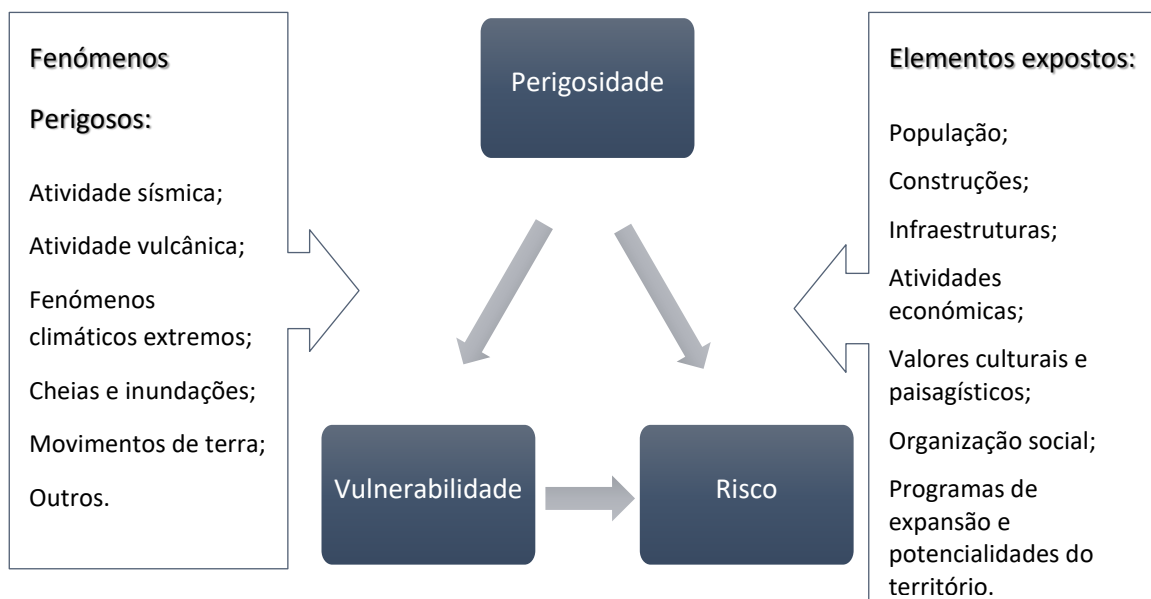 Fenómenos
Perigosos:
Atividade sísmica;
Atividade vulcânica;
Fenómenos
climáticos extremos;
Cheias e inundações;
Movimentos de terra;
Outros.
Perigosidade
Vulnerabilidade
Risco
Elementos expostos:
População;
Construções;
Infraestruturas;
Atividades
económicas;
Valores culturais e
paisagísticos;
Organização social;
Programas de
expansão e
potencialidades do
território.